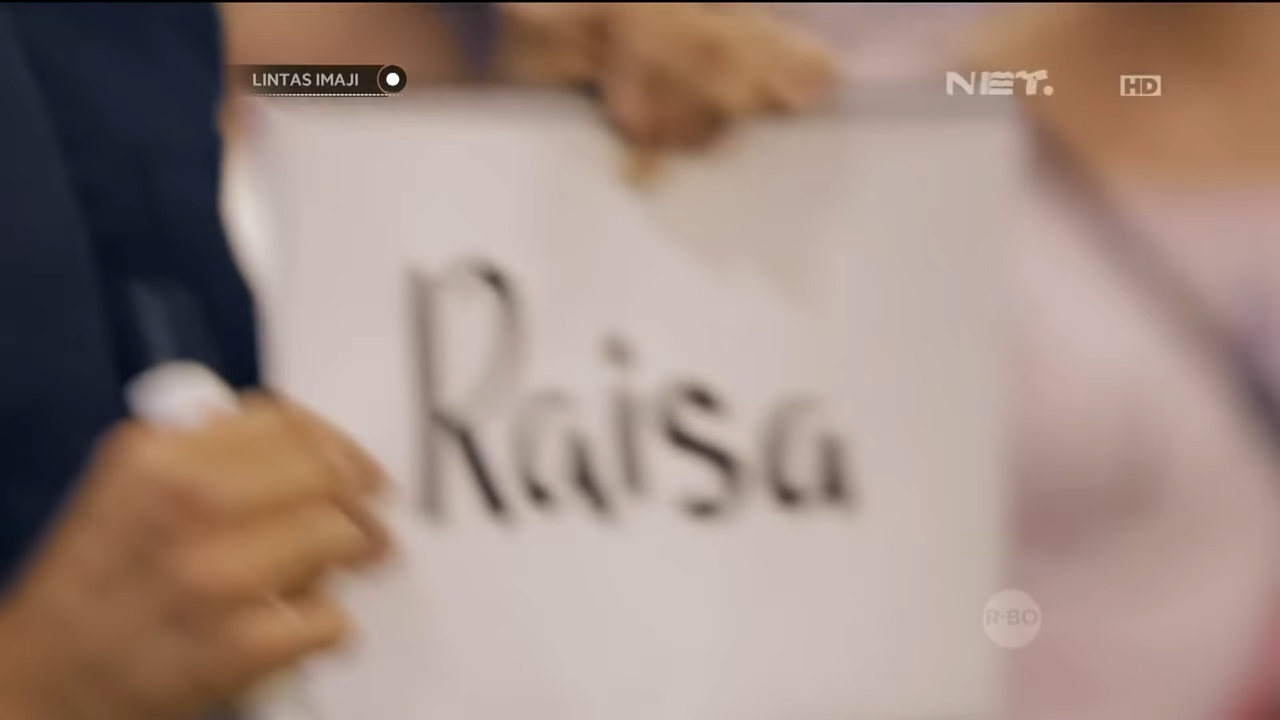 LINTAS IMAJI
NET.
HD
Raisa
R-BO